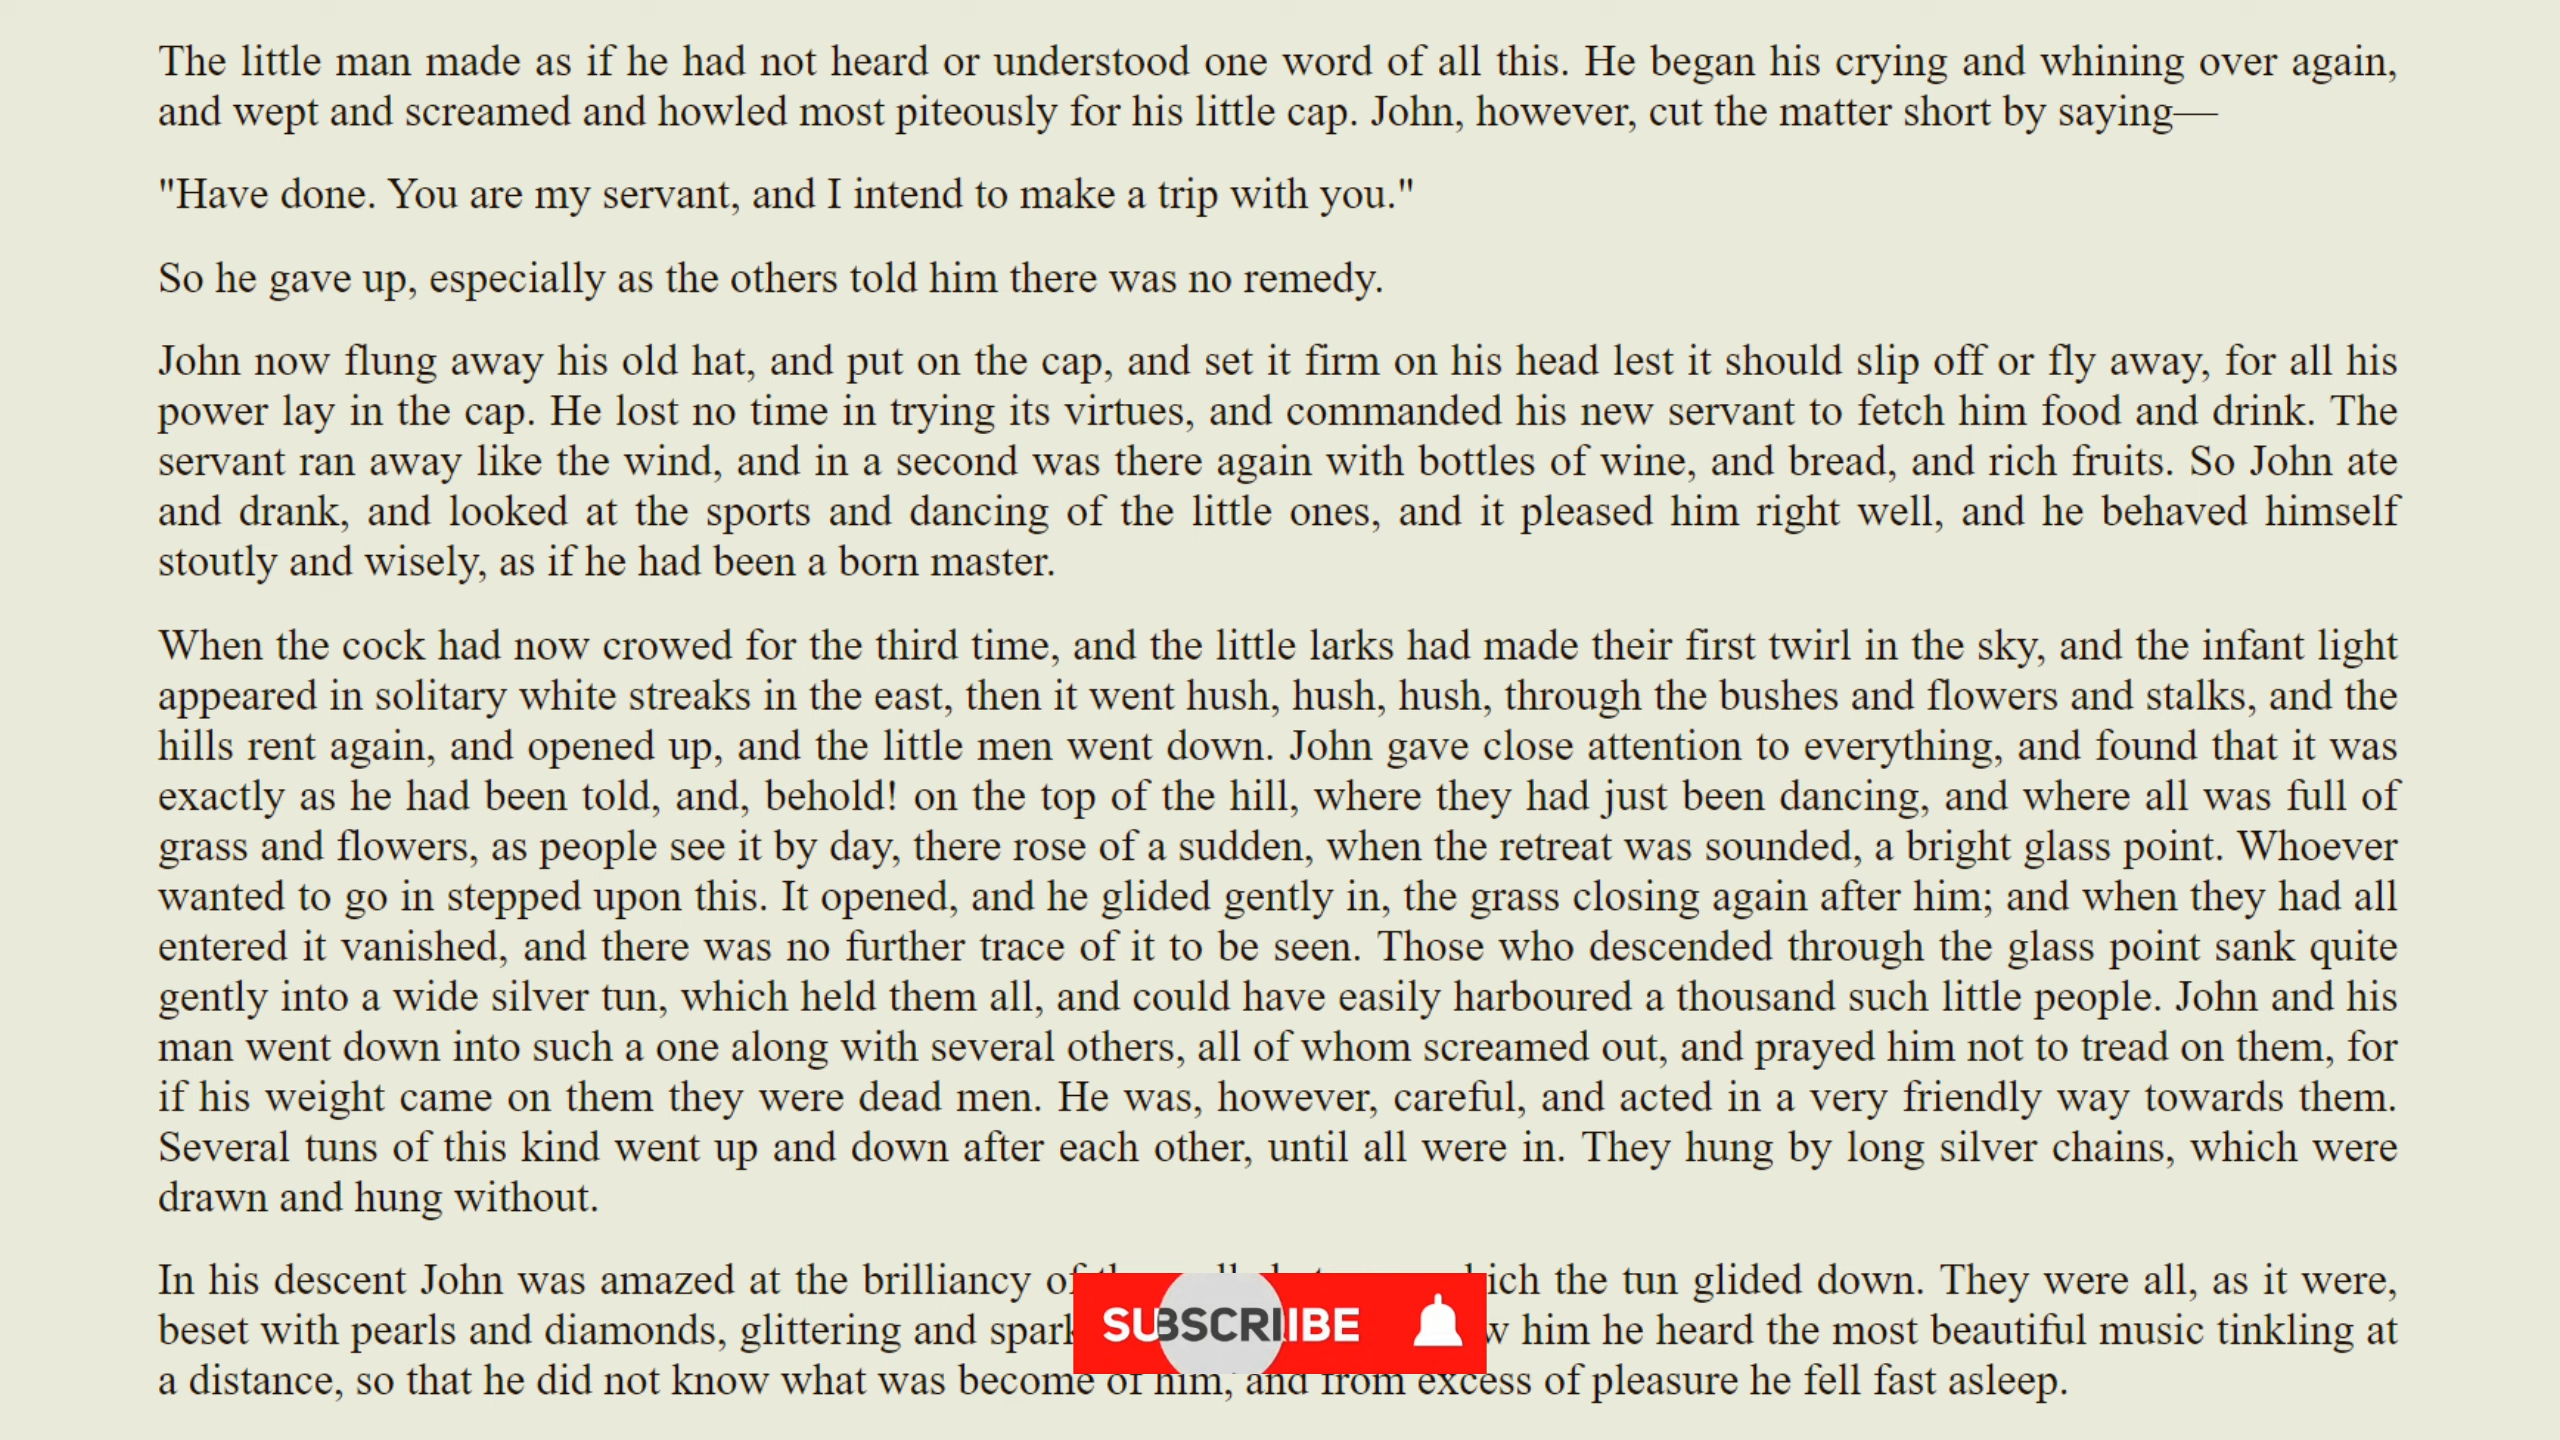 The little man made as if he had not heard or understood one word of all this. He began his crying and whining over again,
and wept and screamed and howled most piteously for his little cap. John, however, cut the matter short by saying—
"Have done. You are my servant, and I intend to make a trip with you."
So he gave up, especially as the others told him there was no remedy.
John now flung away his old hat, and put on the cap, and set it firm on his head lest it should slip off or fly away, for all his
power lay in the cap. He lost no time in trying its virtues, and commanded his new servant to fetch him food and drink. The
servant ran away like the wind, and in a second was there again with bottles of wine, and bread, and rich fruits. So John ate
and drank, and looked at the sports and dancing of the little ones, and it pleased him right well, and he behaved himself
stoutly and wisely, as if he had been a born master.
When the cock had now crowed for the third time, and the little larks had made their first twirl in the sky, and the infant light
appeared in solitary white streaks in the east, then it went hush, hush, hush, through the bushes and flowers and stalks, and the
hills rent again, and opened up, and the little men went down. John gave close attention to everything, and found that it was
exactly as he had been told, and, behold! on the top of the hill, where they had just been dancing, and where all was full of
grass and flowers, as people see it by day, there rose of a sudden, when the retreat was sounded, a bright glass point. Whoever
wanted to go in stepped upon this. It opened, and he glided gently in, the grass closing again after him; and when they had all
entered it vanished, and there was no further trace of it to be seen. Those who descended through the glass point sank quite
gently into a wide silver tun, which held them all, and could have easily harboured a thousand such little people. John and his
man went down into such a one along with several others, all of whom screamed out, and prayed him not to tread on them, for
if his weight came on them they were dead men. He was, however, careful, and acted in a very friendly way towards them.
Several tuns of this kind went up and down after each other, until all were in. They hung by long silver chains, which were
drawn and hung without.
In his descent John was amazed at the brilliancy of the tun glided down. They were all, as it were,
beset with pearls and diamonds, glittering and him he heard the most beautiful music tinkling at
a distance, so that he did not know what was become of him, and from excess of pleasure he fell fast asleep.
SUBSCRIIBE